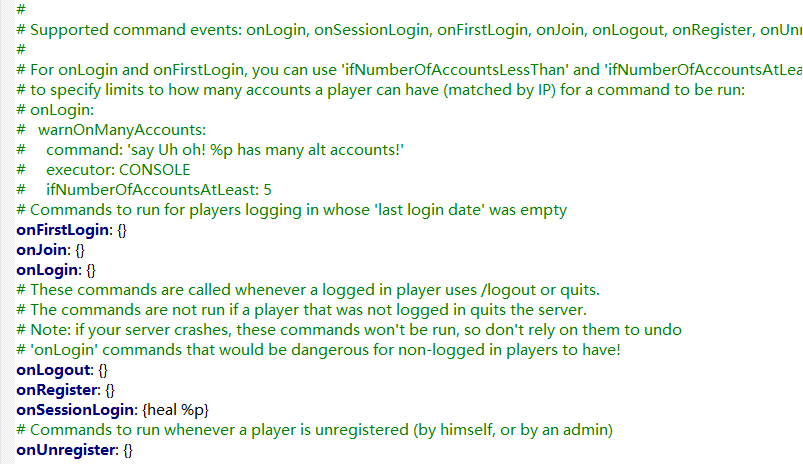 #
# Supported command events: onLogin, onSessionLogin, onFirstLogin, onJoin, onLogout, onRegister, onUnr
#
# For onLogin and onFirstLogin, you can use 'ifNumberOfAccountsLessThan' and 'ifNumberOfAccountsAtLea
# to specify limits to how many accounts a player can have (matched by IP) for a command to be run:
# onLogin:
#   warnOnManyAccounts:
#     command: 'say Uh oh! %p has many alt accounts!'
#     executor: CONSOLE
#     ifNumberOfAccountsAtLeast: 5
# Commands to run for players logging in whose 'last login date' was empty
onFirstLogin: {}
onJoin: {}
onLogin: {}
# These commands are called whenever a logged in player uses /logout or quits.
# The commands are not run if a player that was not logged in quits the server.
# Note: if your server crashes, these commands won't be run, so don't rely on them to undo
# 'onLogin' commands that would be dangerous for non-logged in players to have!
onLogout: {}
onRegister: {}
onSessionLogin: {heal %p}
# Commands to run whenever a player is unregistered (by himself, or by an admin)
onUnregister: {}